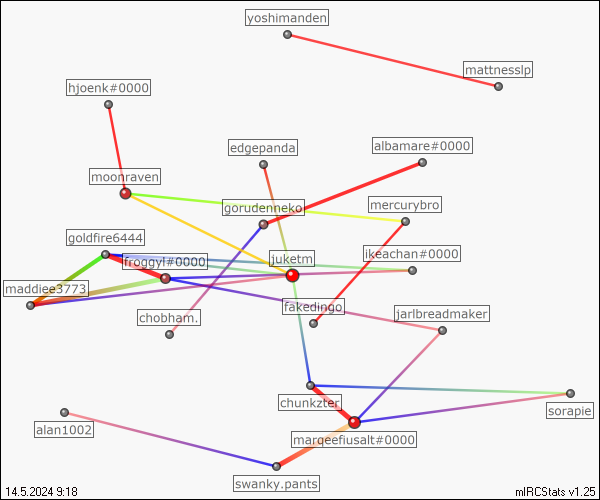 yoshimanden
mattnesslp
hjoenk#0000
edgepanda
albamare#0000
moonraven
gorudenneko
mercurybro
goldfire6444
froggyl#0000
juketm
ikeachan#0000
maddiee3773
chobham.
fakedingo
jarlbreadmaker
chunkzter
sorapie
alan1002
marqeefiusalt#0000
swanky.pants
14.5.2024 9:18
mIRCStats v1.25